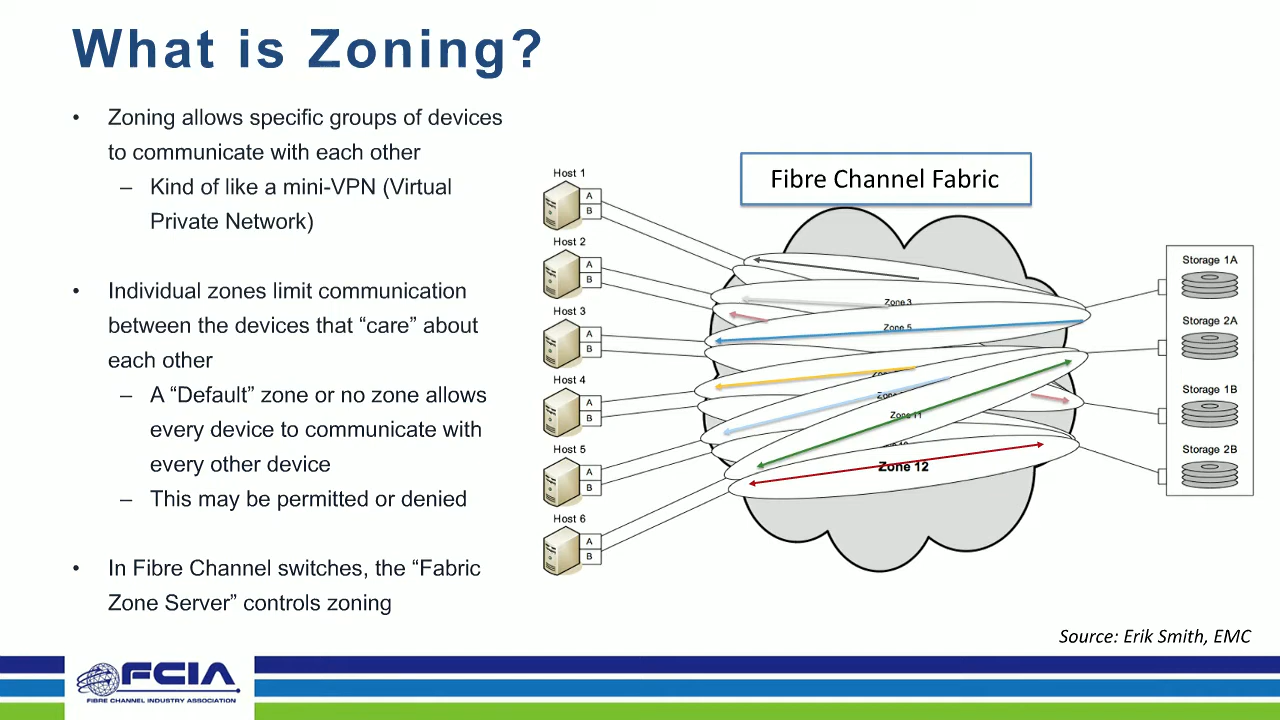 What is Zoning?
• Zoning allows specific groups of devices
to communicate with each other
– Kind of like a mini-VPN (Virtual
Private Network)
• Individual zones limit communication
between the devices that “care” about
each other
– A “Default” zone or no zone allows
every device to communicate with
every other device
– This may be permitted or denied
• In Fibre Channel switches, the “Fabric
Zone Server” controls zoning
Fibre Channel Fabric
Host 1
A
B
Host 2
A
B
Host 3
A
B
Host 4
A
B
Host 5
A
B
Host 6
A
B
Zone 3
Zone 5
Zone 11
Zone 12
Storage 1A
Storage 2A
Storage 1B
Storage 2B
Source: Erik Smith, EMC
FCIA
FIBRE CHANNEL INDUSTRY ASSOCIATION